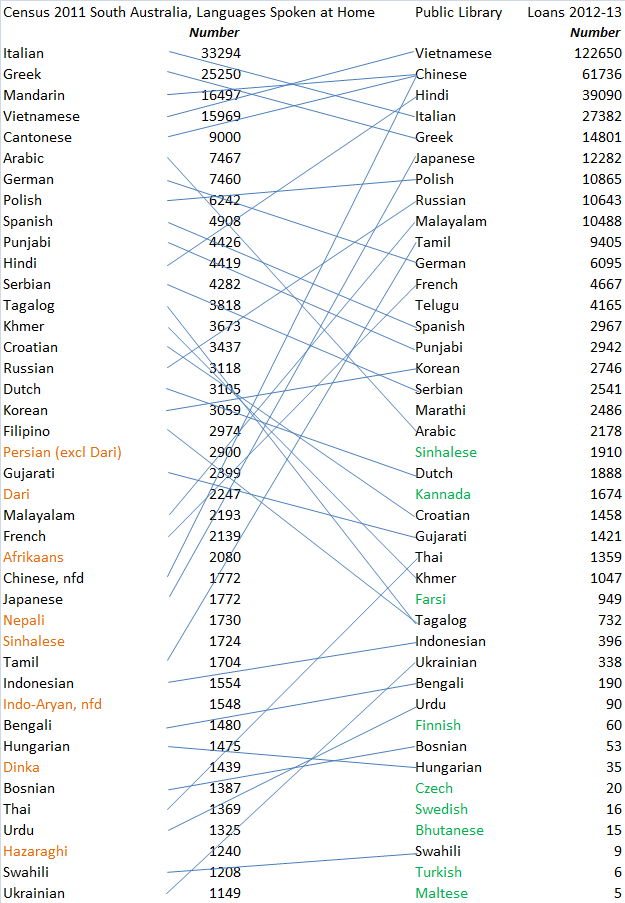 Census 2011 South Australia, Languages Spoken at Home Public Library Loans 2012-13
Number Number
Italian 33294 Vietnamese 122650
Greek 25250 Chinese 61736
Mandarin 16497 Hindi 39090
Vietnamese 15969 Italian 27382
Cantonese 9000 Greek 14801
Arabic 7467 Japanese 12282
German 7460 Polish 10865
Polish 6242 Russian 10643
Spanish 4908 Malayalam 10488
Punjabi 4426 Tamil 9405
Hindi 4419 German 6095
Serbian 4282 French 4667
Tagalog 3818 Telugu 4165
Khmer 3673 Spanish 2967
Croatian 3437 Punjabi 2942
Russian 3118 Korean 2746
Dutch 3105 Serbian 2541
Korean 3059 Marathi 2486
Filipino 2974 Arabic 2178
Persian (excl Dari) 2900 Sinhalese 1910
Gujarati 2399 Dutch 1888
Dari 2247 Kannada 1674
Malayalam 2193 Croatian 1458
French 2139 Gujarati 1421
Afrikaans 2080 Thai 1359
Chinese, nfd 1772 Khmer 1047
Japanese 1772 Farsi 949
Nepali 1730 Tagalog 732
Sinhalese 1724 Indonesian 396
Tamil 1704 Ukrainian 338
Indonesian 1554 Bengali 190
Indo-Aryan, nfd 1548 Urdu 90
Bengali 1480 Finnish 60
Hungarian 1475 Bosnian 53
Dinka 1439 Hungarian 35
Bosnian 1387 Czech 20
Thai 1369 Swedish 16
Urdu 1325 Bhutanese 15
Hazaraghi 1240 Swahili 9
Swahili 1208 Turkish 6
Ukrainian 1149 Maltese 5